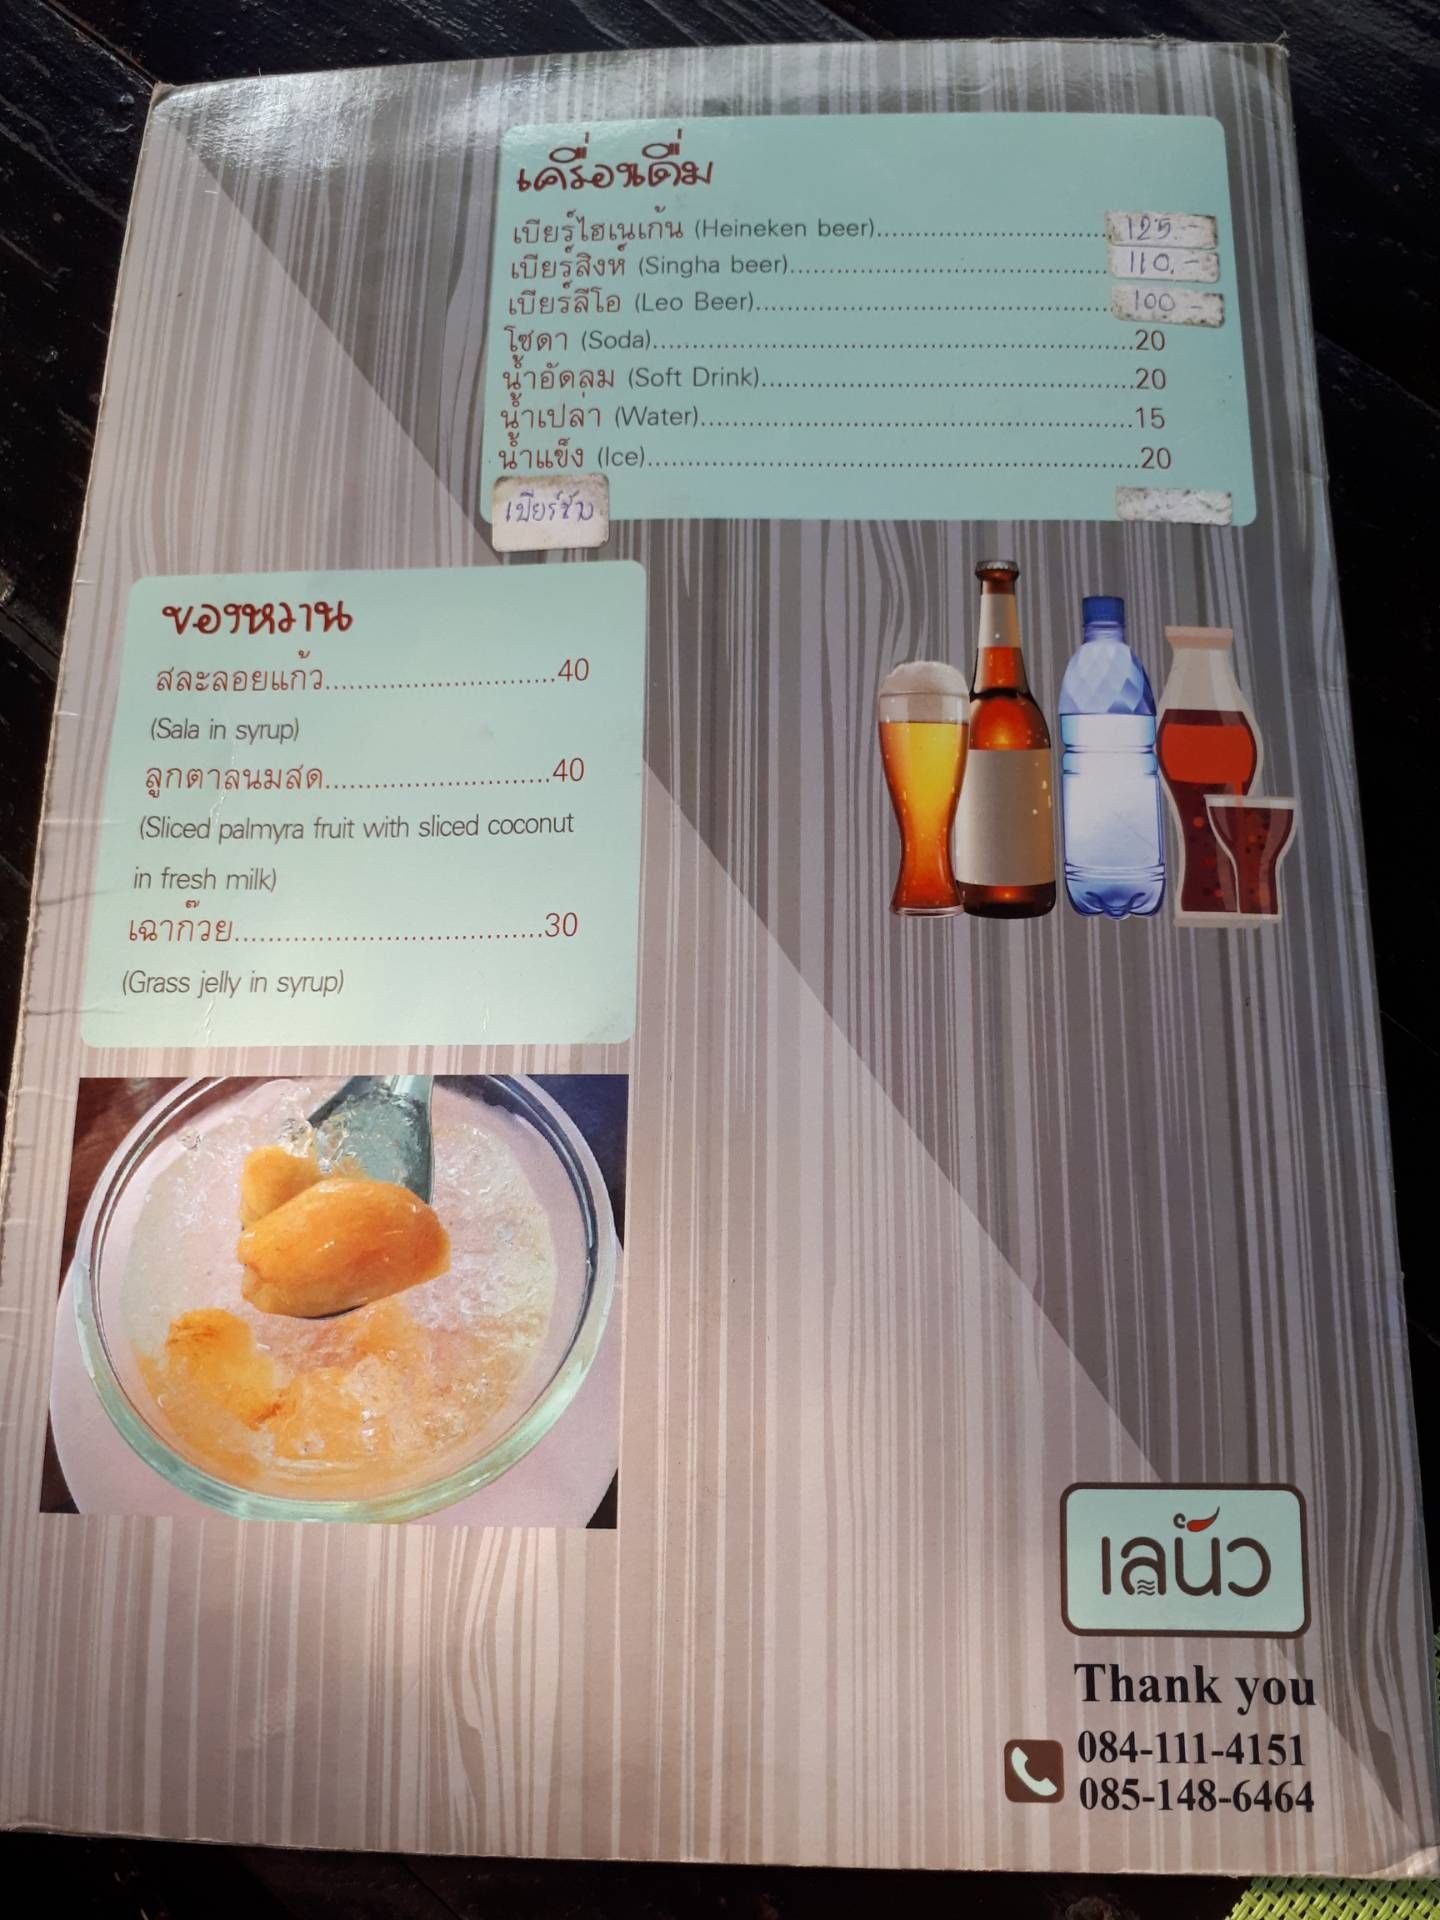 เครื่องดื่ม
เบียร์ไฮเนเก้น (Heineken beer)..............................125.-
เบียร์สิงห์ (Singha beer).........................................110.-
เบียร์ลีโอ (Leo Beer)..............................................100 -
โซดา (Soda)..............................................................20
น้ำอัดลม (Soft Drink)................................................20
น้ำเปล่า (Water)........................................................15
น้ำแข็ง (Ice)...............................................................20
เบียร์ช้าง
ของหวาน
สละลอยแก้ว.............................40
(Sala in syrup)
ลูกตาลนมสด............................40
(Sliced palmyra fruit with sliced coconut
in fresh milk)
เฉาก๊วย.....................................30
(Grass jelly in syrup)
เลนัว
Thank you
084-111-4151
085-148-6464